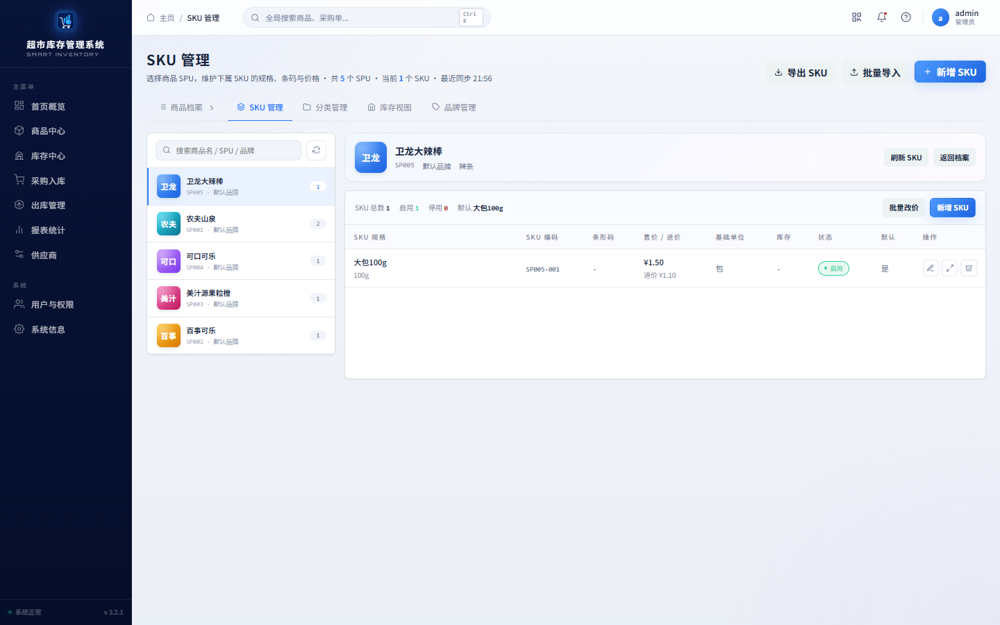 超市库存管理系统
SMART INVENTORY
主菜单
首页概览
商品中心
库存中心
采购入库
出库管理
报表统计
供应商
系统
用户与权限
系统信息
系统正常 v 3.2.1
主页 / SKU 管理
全局搜索商品、采购单...
Ctrl K
a
admin
管理员
SKU 管理
选择商品 SPU，维护下属 SKU 的规格、条码与价格 • 共 5 个 SPU • 当前 1 个 SKU • 最近同步 21:56
导出 SKU
批量导入
+ 新增 SKU
商品档案 5
SKU 管理
分类管理
库存视图
品牌管理
搜索商品名 / SPU / 品牌
卫龙
卫龙大辣棒
SP005 · 默认品牌
1
农夫
农夫山泉
SP001 · 默认品牌
2
可口
可口可乐
SP004 · 默认品牌
1
美汁
美汁源果粒橙
SP003 · 默认品牌
1
百事
百事可乐
SP002 · 默认品牌
1
卫龙
卫龙大辣棒
SP005 默认品牌 辣条
刷新 SKU
返回档案
SKU 总数 1 启用 1 停用 0 默认 大包100g
批量改价
新增 SKU
SKU 规格 SKU 编码 条形码 售价 / 进价 基础单位 库存 状态 默认 操作
大包100g
100g
SP005-001
-
¥1.50
进价 ¥1.10
包
-
启用
是